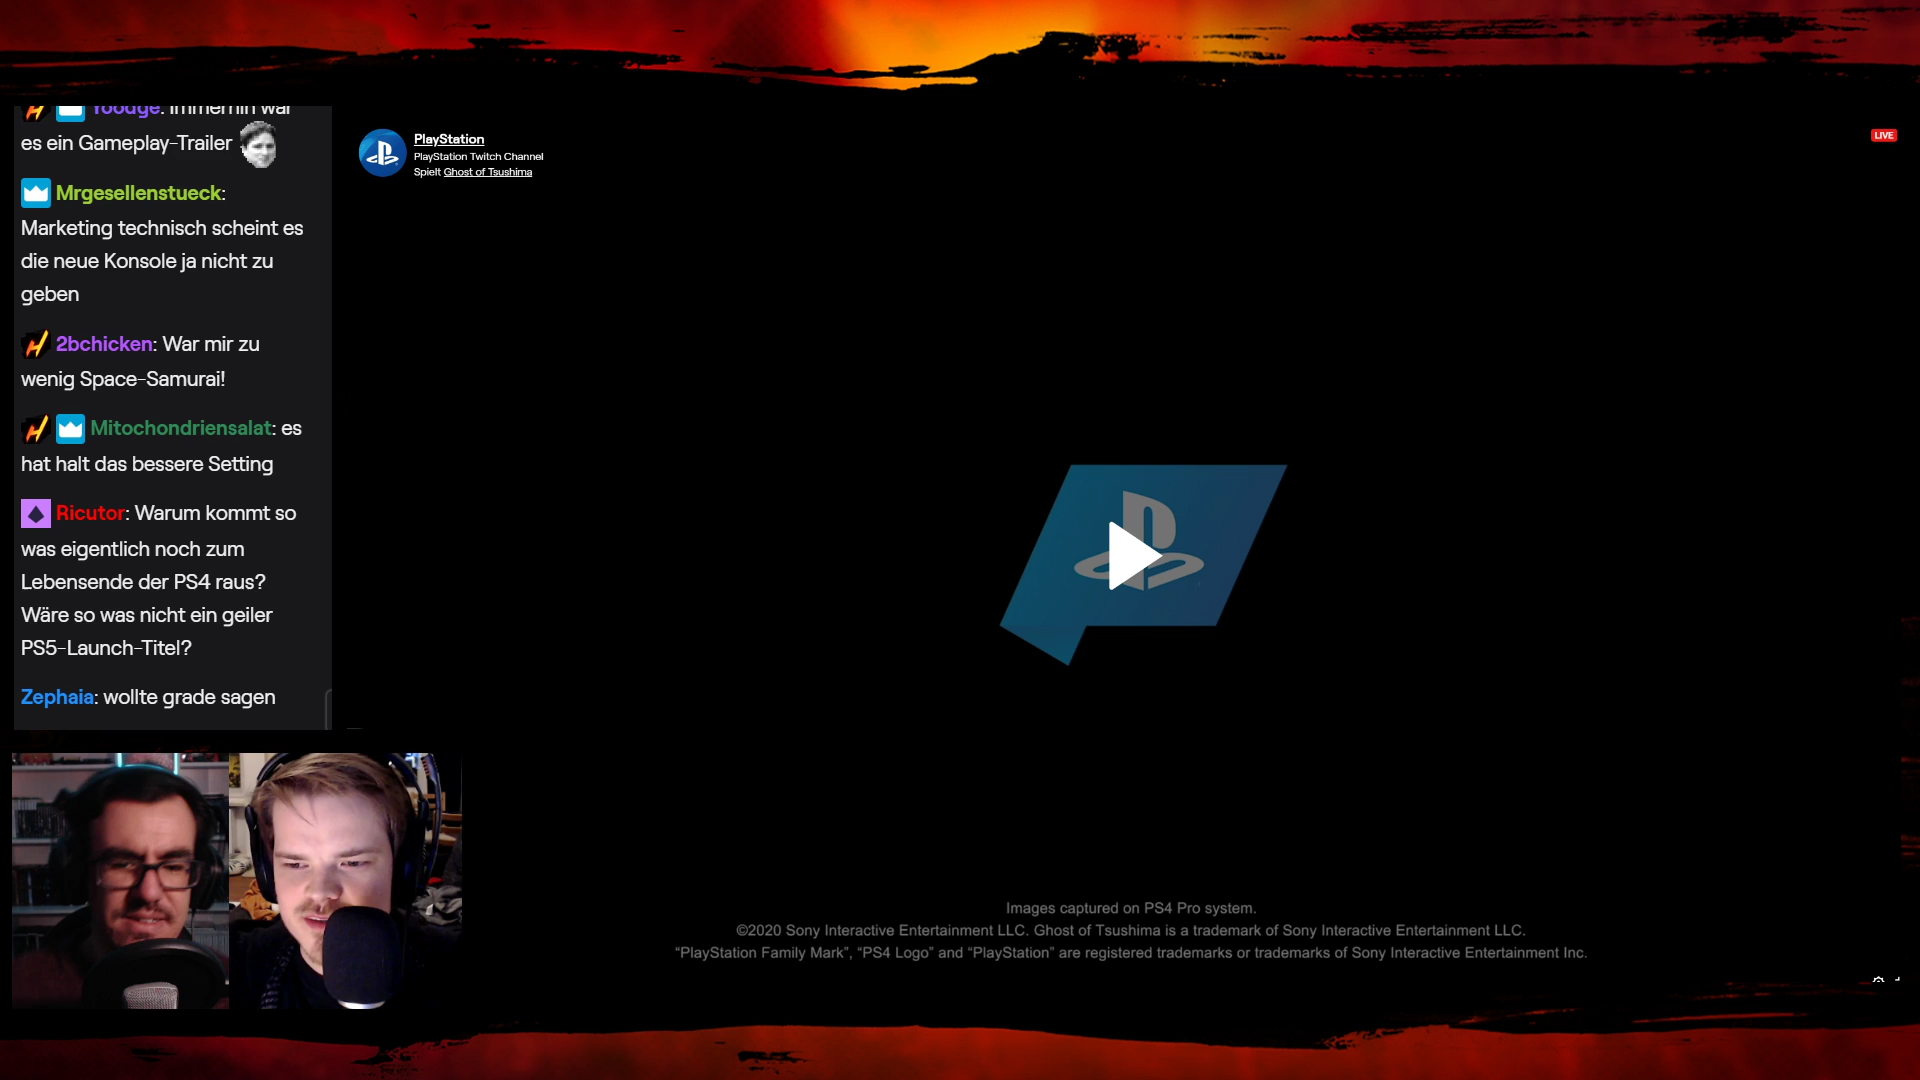 Yoodge: Immerhin war
es ein Gameplay-Trailer
Mrgesellenstueck:
Marketing technisch scheint es
die neue Konsole ja nicht zu
geben
2bchicken: War mir zu
wenig Space-Samurai!
Mitochondriensalat: es
hat halt das bessere Setting
Ricutor: Warum kommt so
was eigentlich noch zum
Lebensende der PS4 raus?
Wäre so was nicht ein geiler
PS5-Launch-Titel?
Zephaia: wollte grade sagen
PlayStation
PlayStation Twitch Channel
Spielt Ghost of Tsushima
LIVE
Images captured on PS4 Pro system.
©2020 Sony Interactive Entertainment LLC. Ghost of Tsushima is a trademark of Sony Interactive Entertainment LLC.
“PlayStation Family Mark”, “PS4 Logo” and “PlayStation” are registered trademarks or trademarks of Sony Interactive Entertainment Inc.